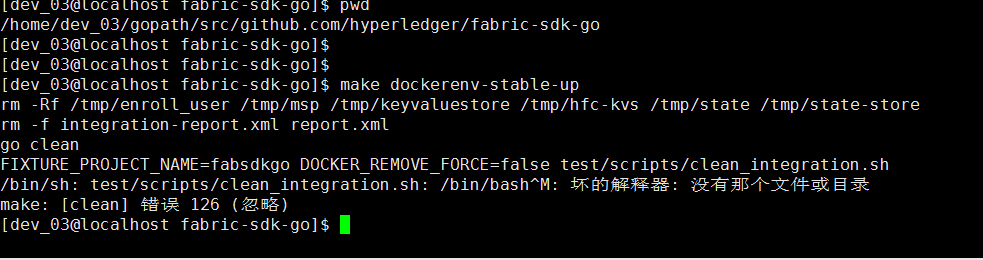 [dev_03@localhost fabric-sdk-go]$ pwd
/home/dev_03/gopath/src/github.com/hyperledger/fabric-sdk-go
[dev_03@localhost fabric-sdk-go]$
[dev_03@localhost fabric-sdk-go]$
[dev_03@localhost fabric-sdk-go]$ make dockerenv-stable-up
rm -Rf /tmp/enroll_user /tmp/msp /tmp/keyvaluestore /tmp/hfc-kvs /tmp/state /tmp/state-store
rm -f integration-report.xml report.xml
go clean
FIXTURE_PROJECT_NAME=fabsdkgo DOCKER_REMOVE_FORCE=false test/scripts/clean_integration.sh
/bin/sh: test/scripts/clean_integration.sh: /bin/bash^M: 坏的解释器: 没有那个文件或目录
make: [clean] 错误 126 (忽略)
[dev_03@localhost fabric-sdk-go]$